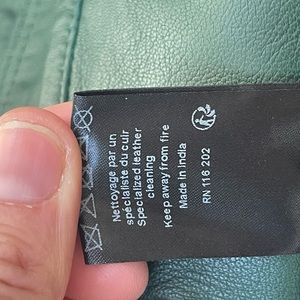 Nettoyage par un
spécialiste du cuir
Specialized leather
cleaning
Keep away from fire
Made in India
RN 116 202